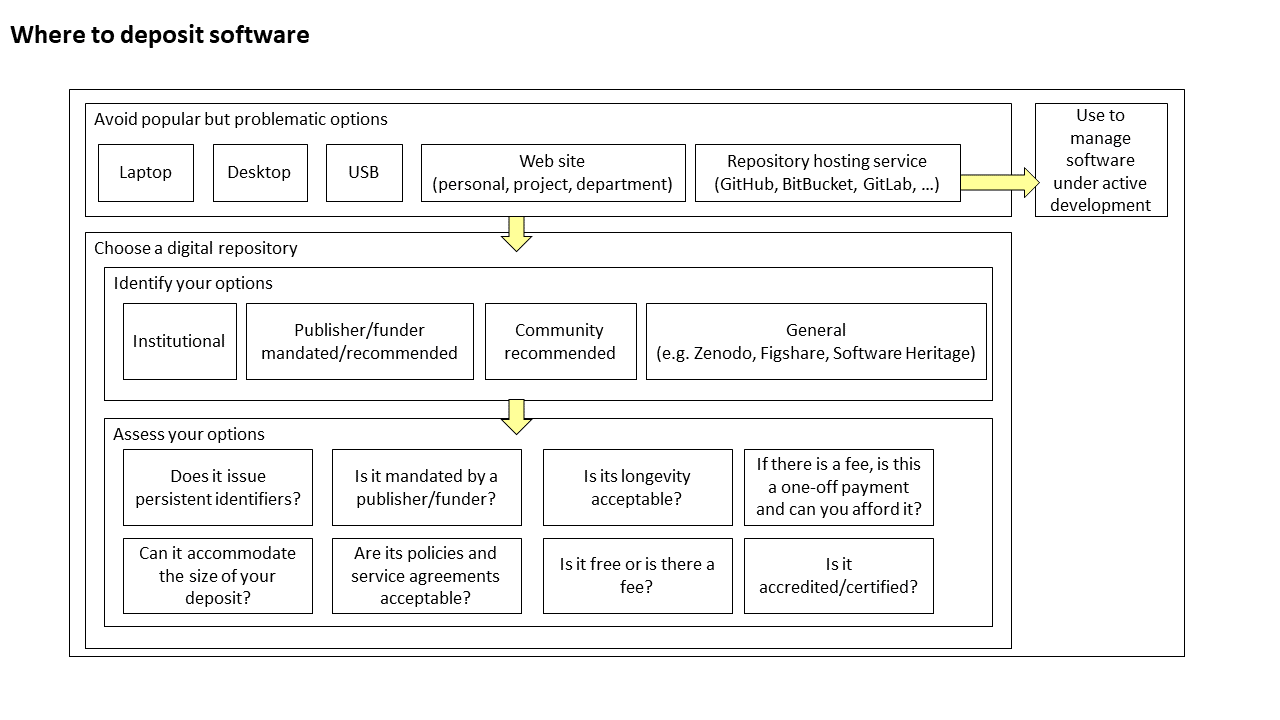 Where to deposit software
Avoid popular but problematic options
Laptop
Desktop
USB
Web site
(personal, project, department)
Repository hosting service
(GitHub, BitBucket, GitLab, ...)
Use to
manage
software
under active
development
Choose a digital repository
Identify your options
Institutional
Publisher/funder
mandated/recommended
Community
recommended
General
(e.g. Zenodo, Figshare, Software Heritage)
Assess your options
Does it issue
persistent identifiers?
Is it mandated by a
publisher/funder?
Is its longevity
acceptable?
If there is a fee, is this
a one-off payment
and can you afford it?
Can it accommodate
the size of your
deposit?
Are its policies and
service agreements
acceptable?
Is it free or is there a
fee?
Is it
accredited/certified?